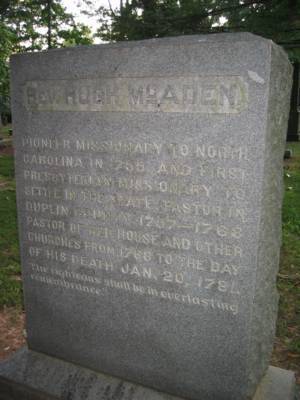 REV. HUGH McADEN
PIONEER MISSIONARY TO NORTH
CAROLINA IN 1755 AND FIRST
PRESBYTERIAN MISSIONARY TO
SETTLE IN THE STATE, PASTOR IN
DUPLIN COUNTY 1757–1768
PASTOR OF RED HOUSE AND OTHER
CHURCHES FROM 1768 TO THE DAY
OF HIS DEATH JAN. 20, 1781.
"The righteous shall be in everlasting
remembrance."